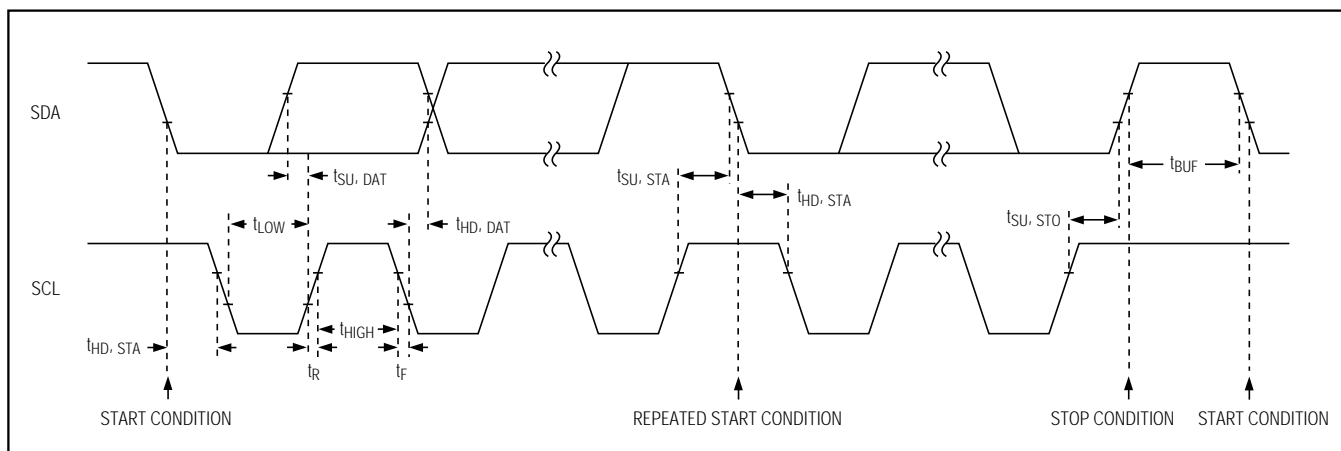 SDA
tSU, DAT
tSU, STA
tBUF
tHD, STA
tLOW
tHD, DAT
tSU, STO
SCL
tHIGH
tHD, STA
tR
tF
START CONDITION
REPEATED START CONDITION
STOP CONDITION
START CONDITION